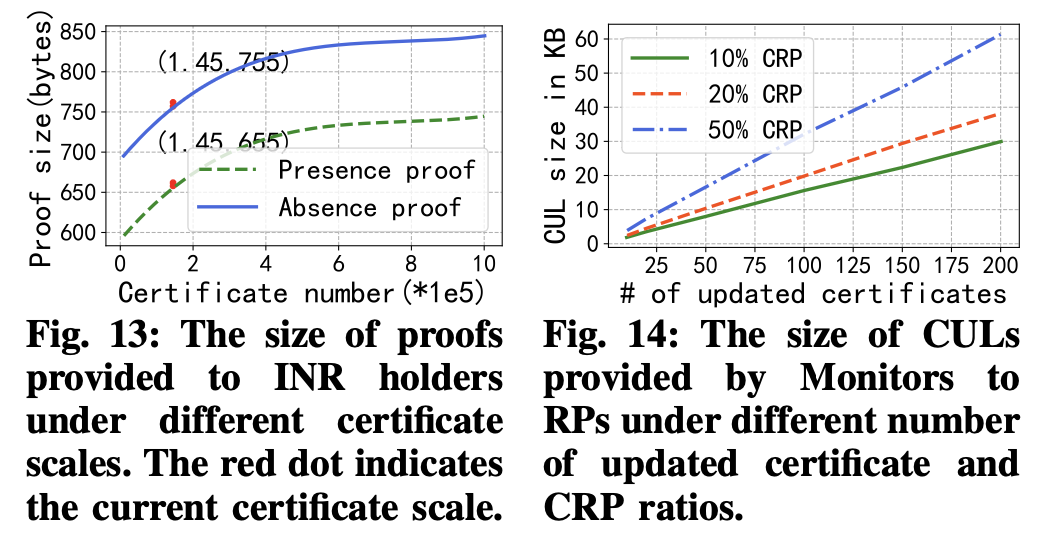 850
800
750
700
650
600
Proof size(bytes)
(1.45,755)
(1.45,655)
Presence proof
Absence proof
0 2 4 6 8 10
Certificate number(*1e5)
Fig. 13: The size of proofs
provided to INR holders
under different certificate
scales. The red dot indicates
the current certificate scale.
60
50
40
30
20
10
0
CUL size in KB
10% CRP
20% CRP
50% CRP
25 50 75 100 125 150 175 200
# of updated certificates
Fig. 14: The size of CULs
provided by Monitors to
RPs under different number
of updated certificate and
CRP ratios.